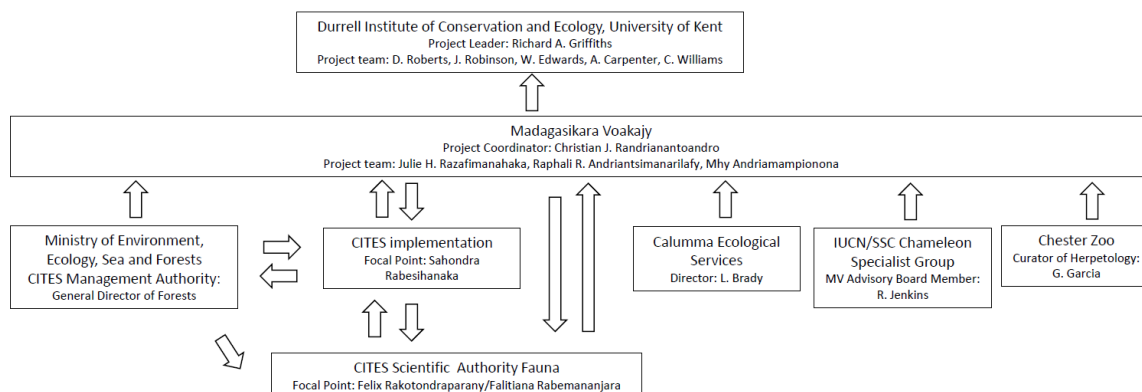 Durrell Institute of Conservation and Ecology, University of Kent
Project Leader: Richard A. Griffiths
Project team: D. Roberts, J. Robinson, W. Edwards, A. Carpenter, C. Williams
Madagasikara Voakajy
Project Coordinator: Christian J. Randrianantoandro
Project team: Julie H. Razafimanahaka, Raphali R. Andriantsimanarilafy, Mhy Andriamampionona
Ministry of Environment,
Ecology, Sea and Forests
CITES Management Authority:
General Director of Forests
CITES implementation
Focal Point: Sahondra
Rabesihanaka
Calumma Ecological
Services
Director: L. Brady
IUCN/SSC Chameleon
Specialist Group
MV Advisory Board Member:
R. Jenkins
Chester Zoo
Curator of Herpetology:
G. Garcia
CITES Scientific Authority Fauna
Focal Point: Felix Rakotondraparany/Falitiana Rabemananjara